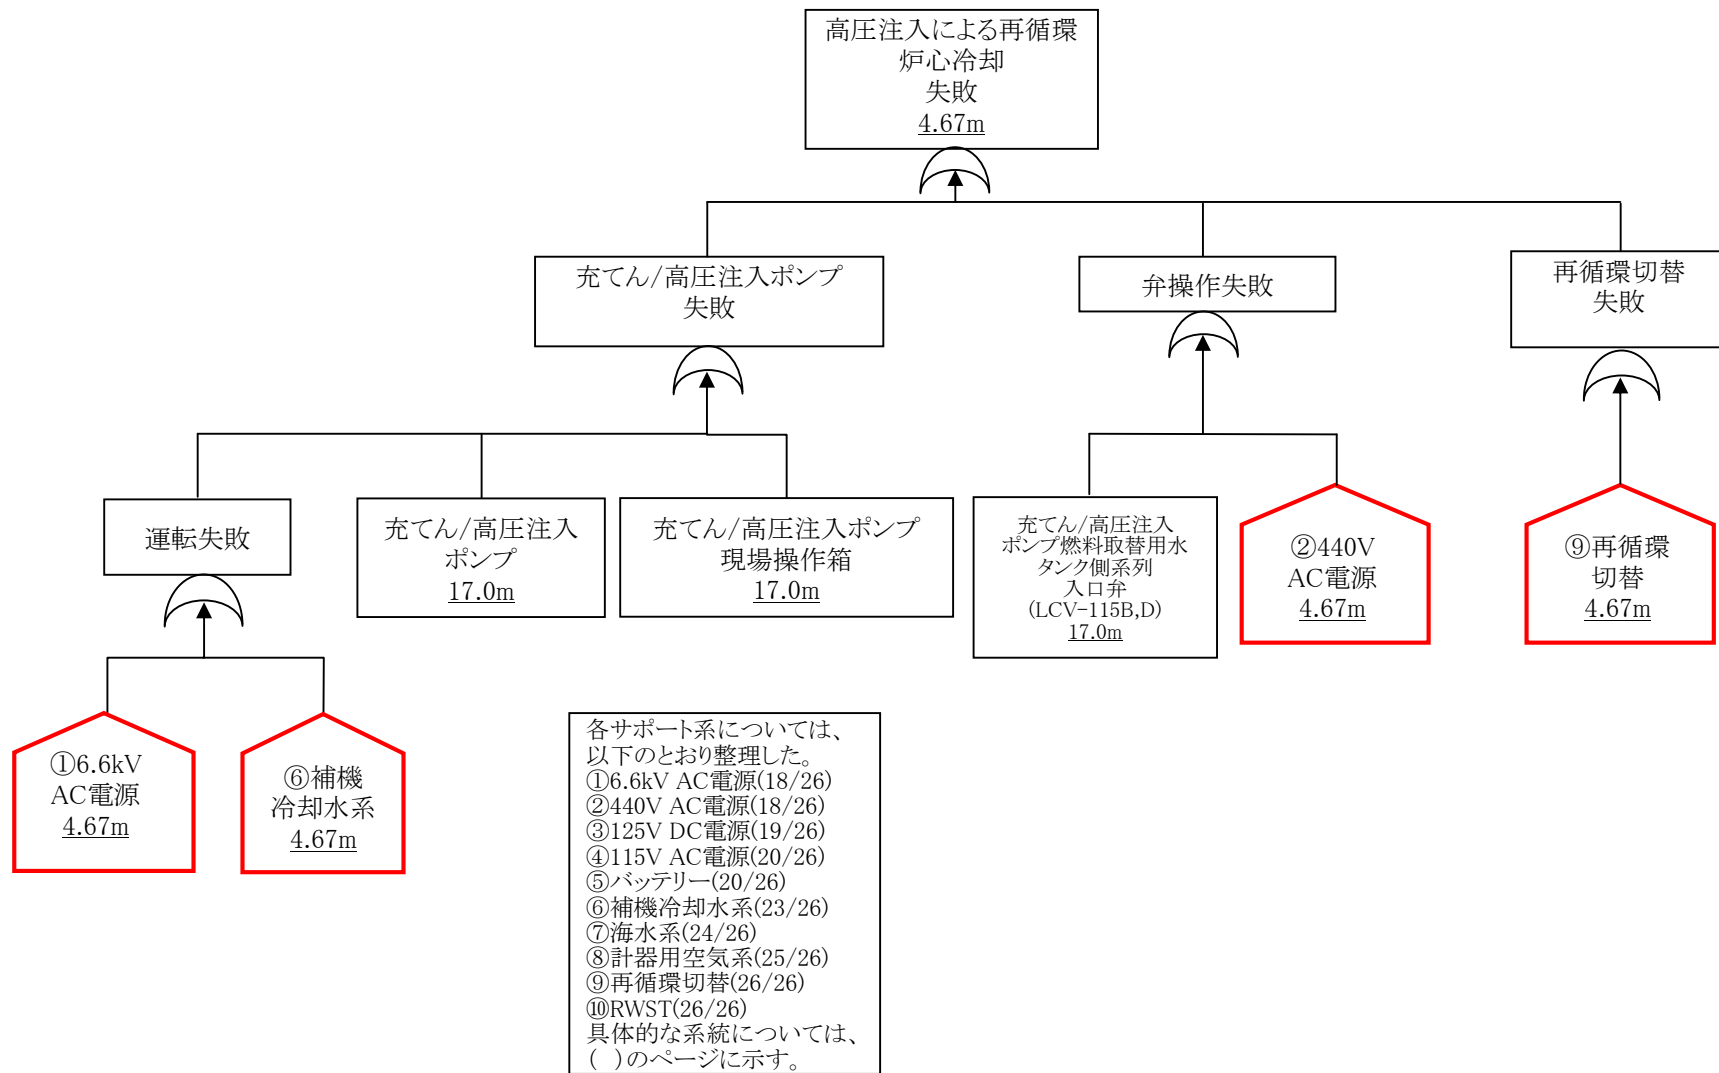 高圧注入による再循環
炉心冷却
失敗
4.67m
充てん/高圧注入ポンプ
失敗
弁操作失敗
再循環切替
失敗
運転失敗
充てん/高圧注入
ポンプ
17.0m
充てん/高圧注入ポンプ
現場操作箱
17.0m
充てん/高圧注入
ポンプ燃料取替用水
タンク側系列
入口弁
(LCV-115B,D)
17.0m
②440V
AC電源
4.67m
⑨再循環
切替
4.67m
①6.6kV
AC電源
4.67m
⑥補機
冷却水系
4.67m
各サポート系については、
以下のとおり整理した。
①6.6kV AC電源(18/26)
②440V AC電源(18/26)
③125V DC電源(19/26)
④115V AC電源(20/26)
⑤バッテリー(20/26)
⑥補機冷却水系(23/26)
⑦海水系(24/26)
⑧計器用空気系(25/26)
⑨再循環切替(26/26)
⑩RWST(26/26)
具体的な系統については、
( )のページに示す。